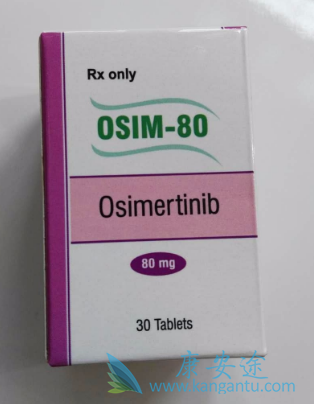 Rx only
OSIM-80
Osimertinib
80 mg
30 Tablets
康安途
www.kangantu.com